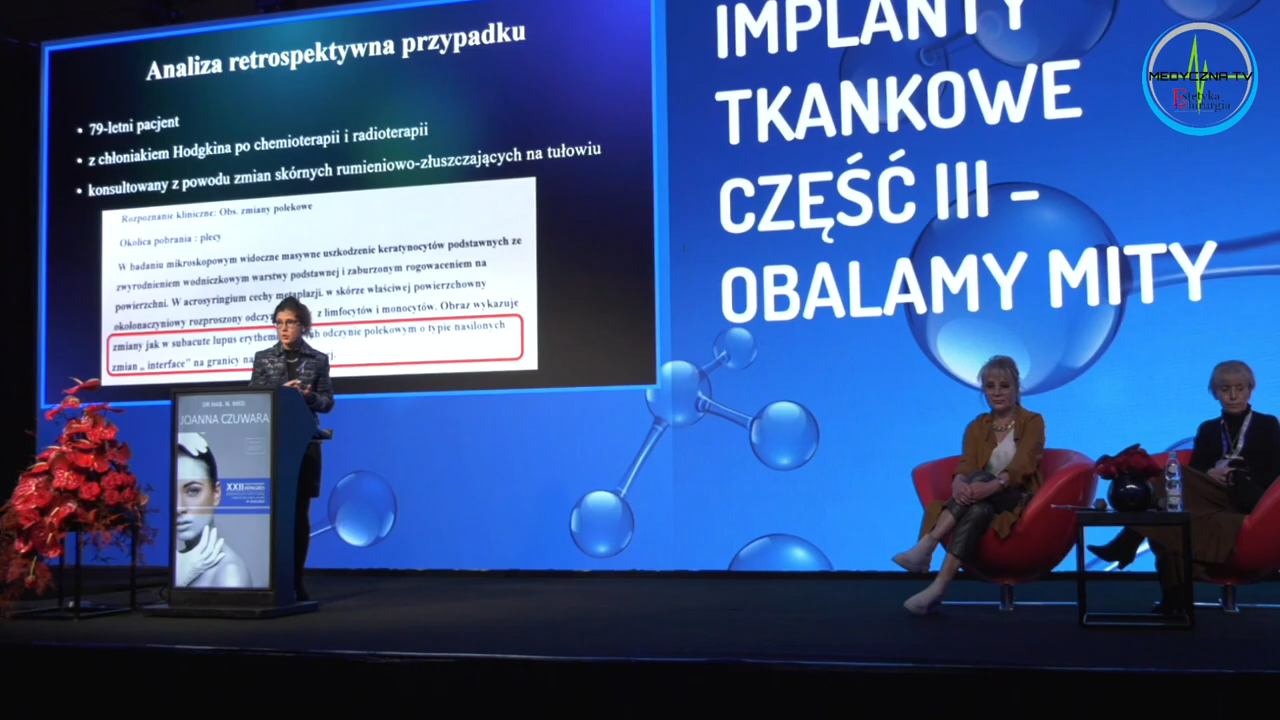 Analiza retrospektywna przypadku
• 79-letni pacjent
• z chłoniakiem Hodgkina po chemioterapii i radioterapii
• konsultowany z powodu zmian skórnych rumieniowo-złuszczających na tułowiu
Rozpoznanie kliniczne: Obs. zmiany polekowe
Okolica pobrania : plecy
W badaniu mikroskopowym widoczne masywne uszkodzenie keratynocytów podstawnych ze
zwyrodnieniem wodniczkowym warstwy podstawnej i zaburzonym rogowaceniem na
powierzchni. W acrosyringium cechy metaplazji, w skórze właściwej powierzchowny
okołonaczyniowy rozproszony z limfocytów i monocytów. Obraz wykazuje
zmiany jak w subacute lupus odczynie polekowym o typie nasilonych
zmian „ interface" na granicy
IMPLANTY
TKANKOWE
CZĘŚĆ III -
OBALAMY MITY
MEDYCZNA TV
Estetyka
Chirurgia
DR HAB. N. MED.
JOANNA CZUWARA
XXII